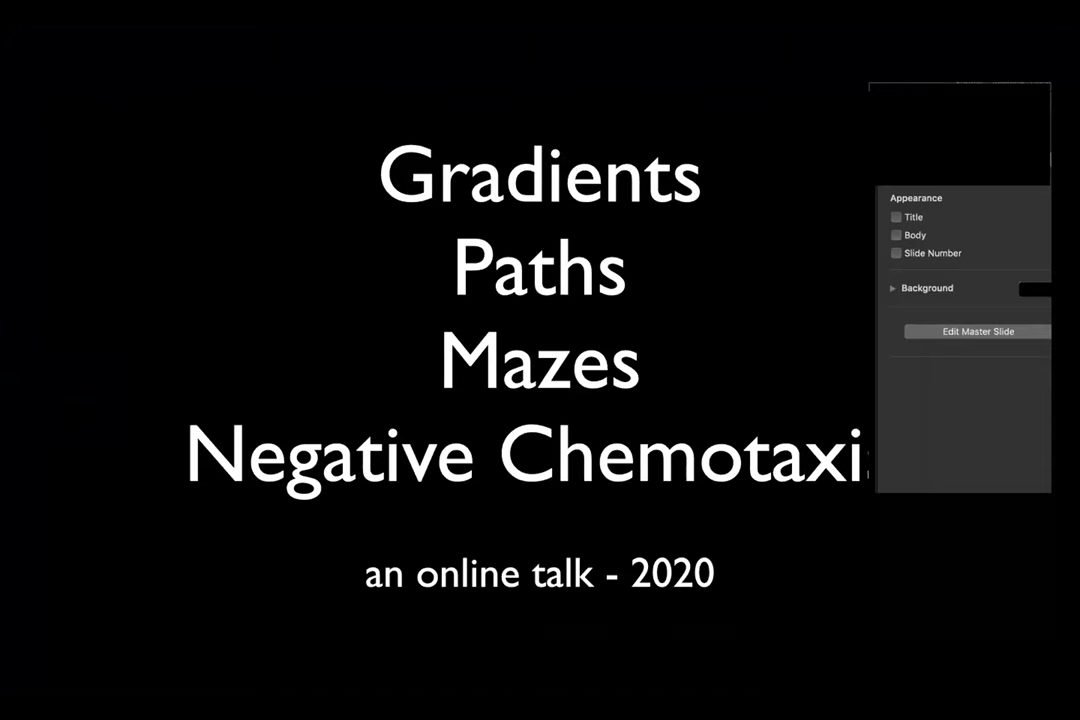 Gradients
Paths
Mazes
Negative Chemotaxi
an online talk - 2020
Appearance
Title
Body
Slide Number
Background
Edit Master Slide